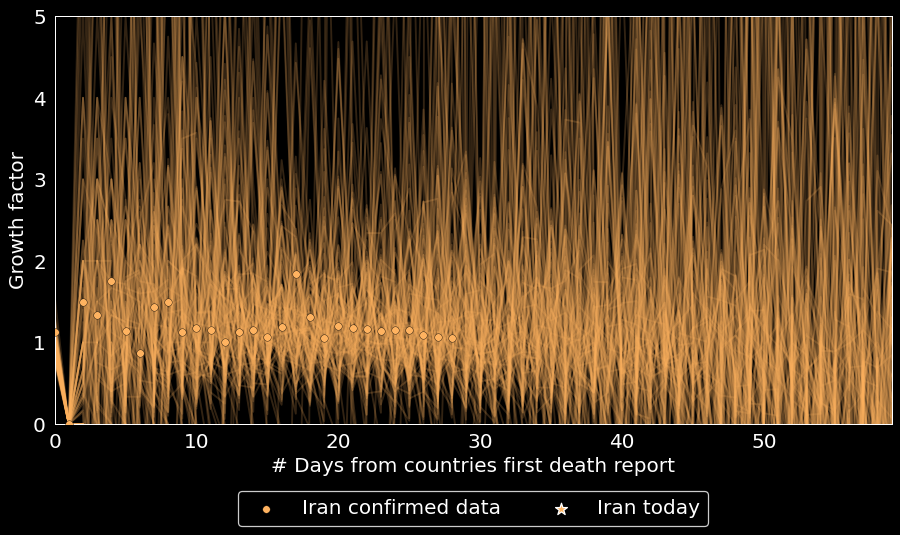 5
4
3
2
1
0
Growth factor
0 10 20 30 40 50
# Days from countries first death report
Iran confirmed data Iran today